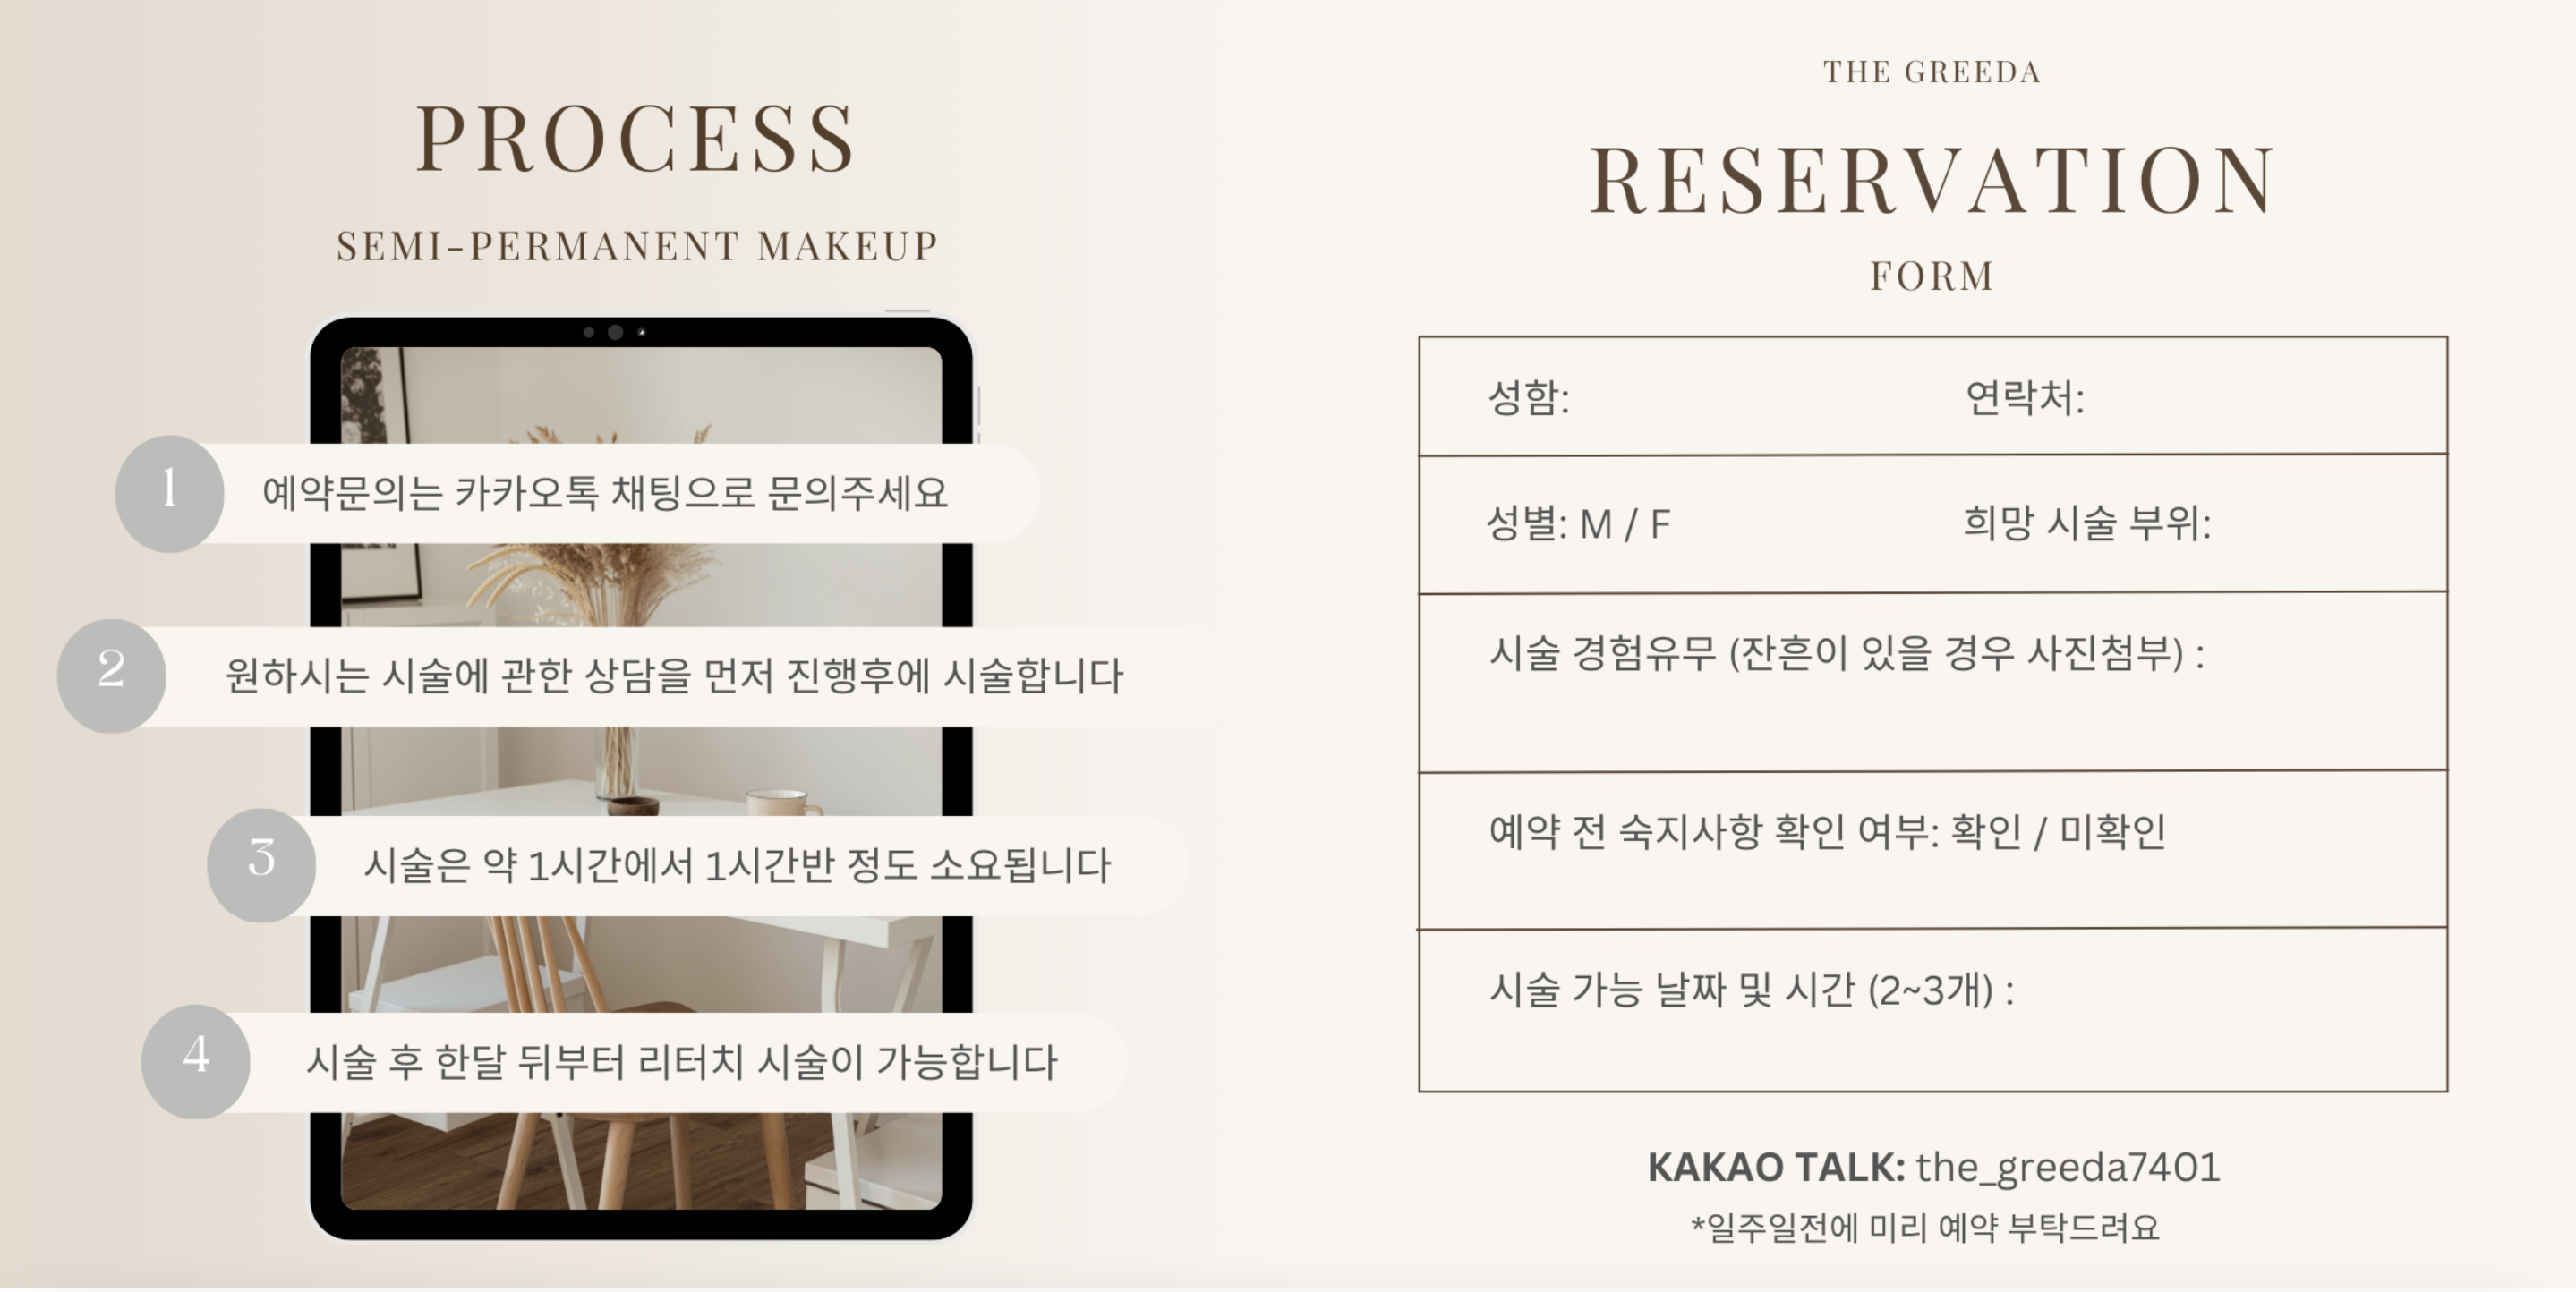 PROCESS
SEMI-PERMANENT MAKEUP
1
예약문의는 카카오톡 채팅으로 문의주세요
2
원하시는 시술에 관한 상담을 먼저 진행후에 시술합니다
3
시술은 약 1시간에서 1시간반 정도 소요됩니다
4
시술 후 한달 뒤부터 리터치 시술이 가능합니다
THE GREEDA
RESERVATION
FORM
성함: 연락처:
성별: M / F 희망 시술 부위:
시술 경험유무 (잔흔이 있을 경우 사진첨부) :
예약 전 숙지사항 확인 여부: 확인 / 미확인
시술 가능 날짜 및 시간 (2~3개) :
KAKAO TALK: the_greeda7401
*일주일전에 미리 예약 부탁드려요